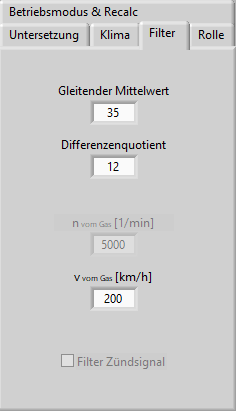 Betriebsmodus & Recalc
Untersetzung Klima Filter Rolle
Gleitender Mittelwert
35
Differenzenquotient
12
n vom Gas [1/min]
5000
v vom Gas [km/h]
200
Filter Zündsignal